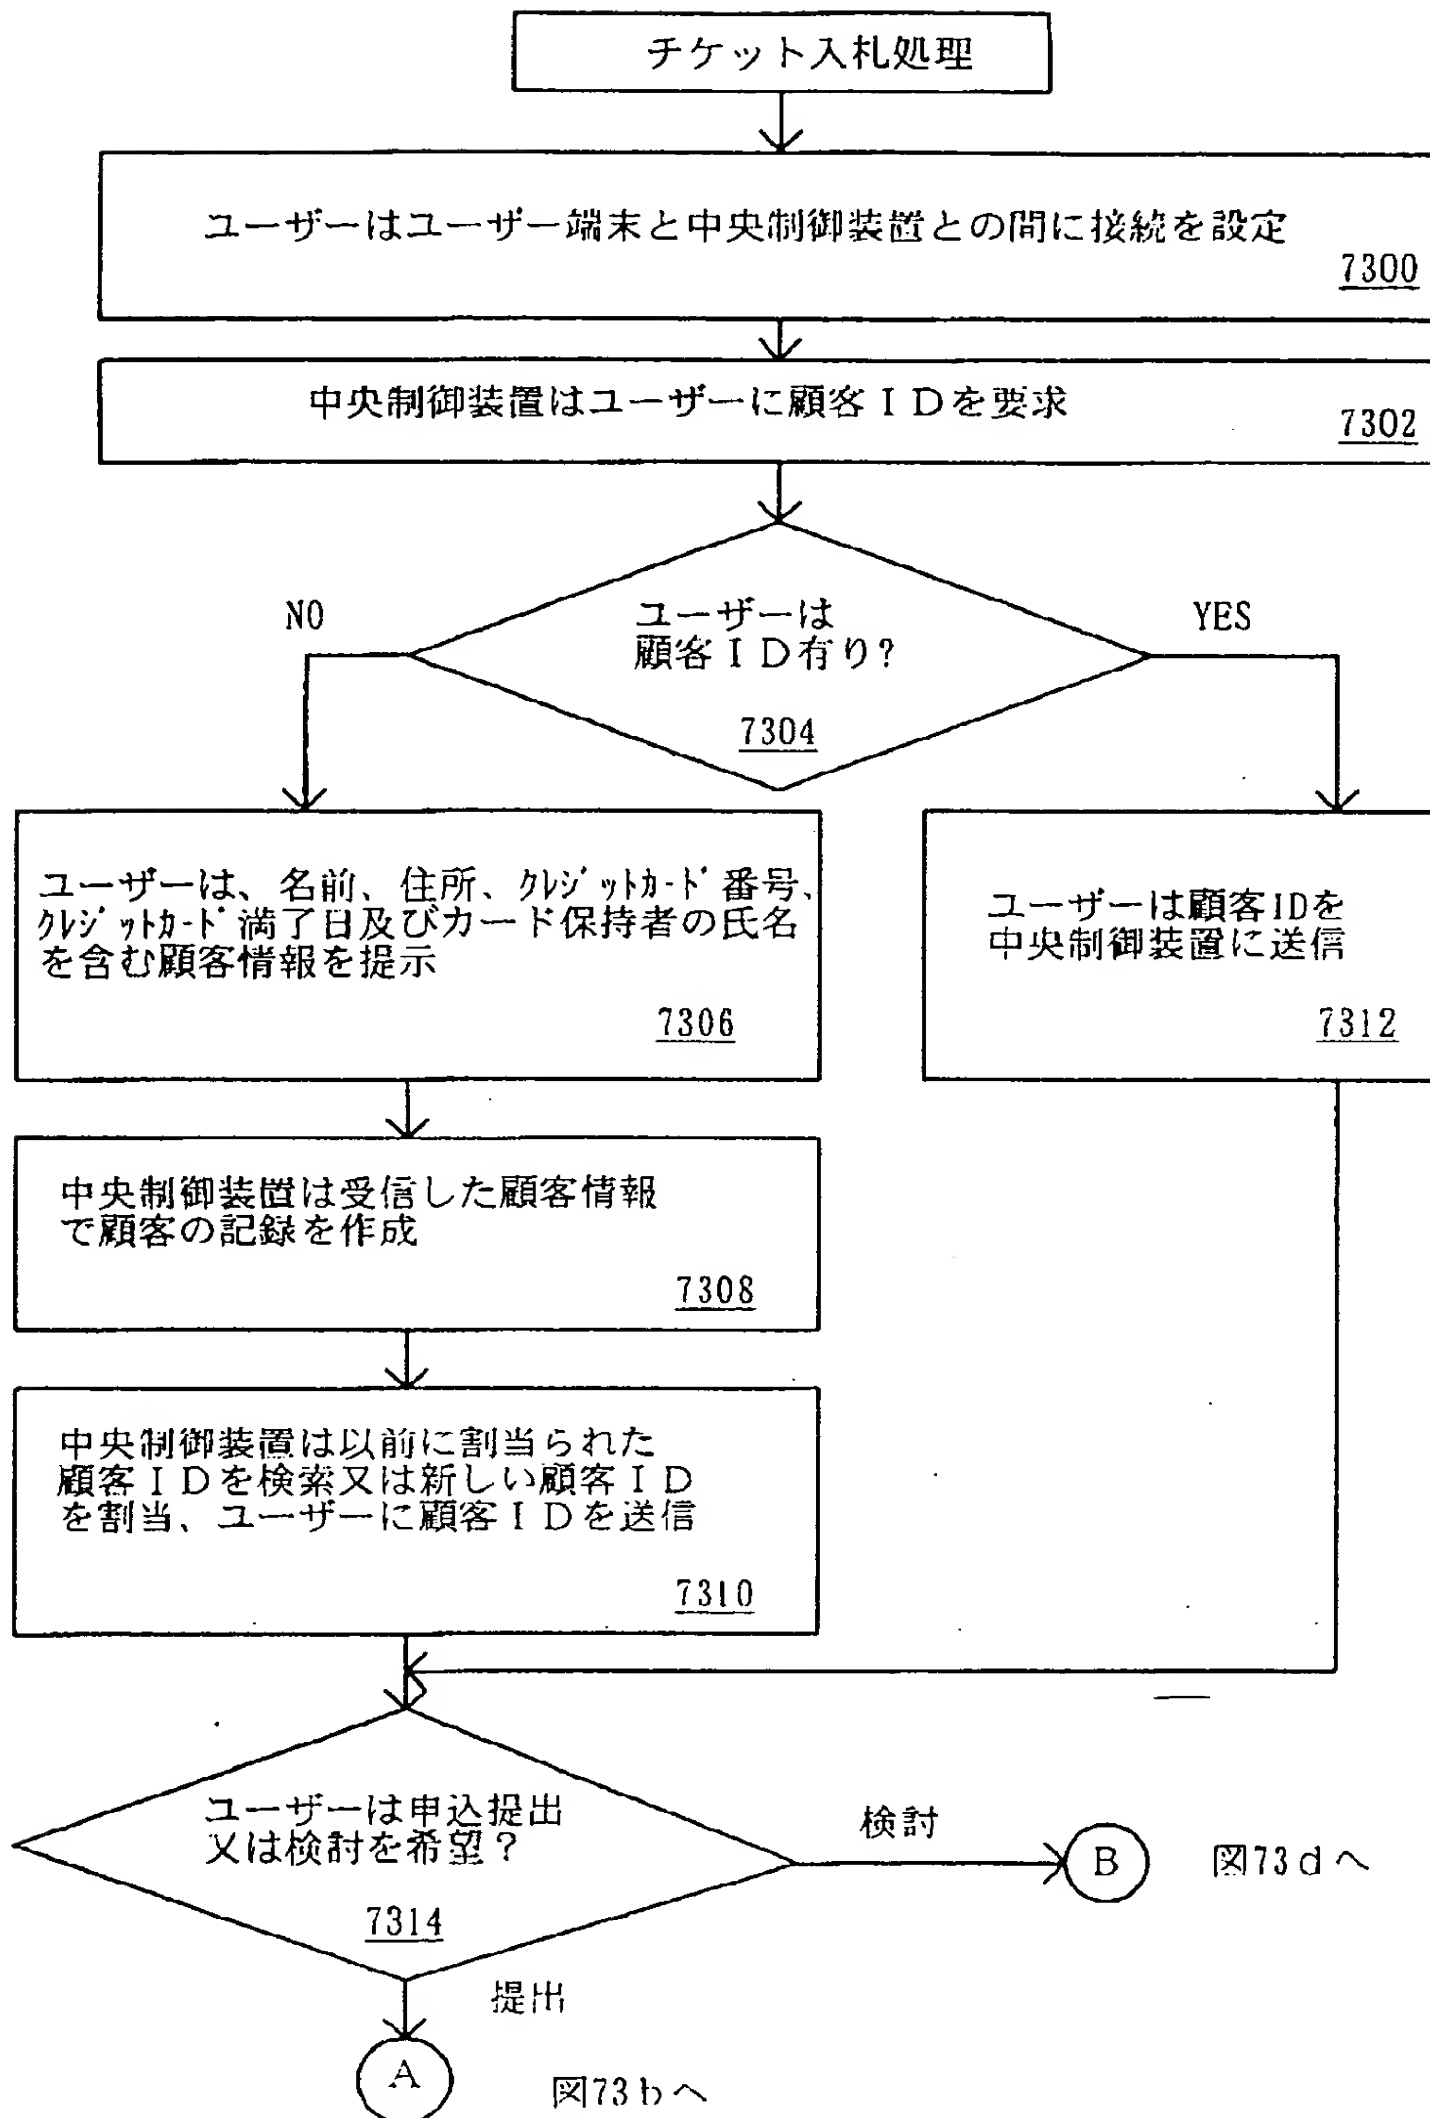 チケット入札処理
ユーザーはユーザー端末と中央制御装置との間に接続を設定
7300
中央制御装置はユーザーに顧客ＩＤを要求
7302
NO
YES
ユーザーは
顧客ＩＤ有り?
7304
ユーザーは、名前、住所、ｸﾚｼﾞｯﾄｶｰﾄﾞ番号、
ｸﾚｼﾞｯﾄｶｰﾄﾞ満了日及びカード保持者の氏名
を含む顧客情報を提示
7306
ユーザーは顧客IDを
中央制御装置に送信
7312
中央制御装置は受信した顧客情報
で顧客の記録を作成
7308
中央制御装置は以前に割当られた
顧客ＩＤを検索又は新しい顧客ＩＤ
を割当、ユーザーに顧客ＩＤを送信
7310
ユーザーは申込提出
又は検討を希望？
7314
検討
B
図73ｄへ
提出
A
図73ｂへ